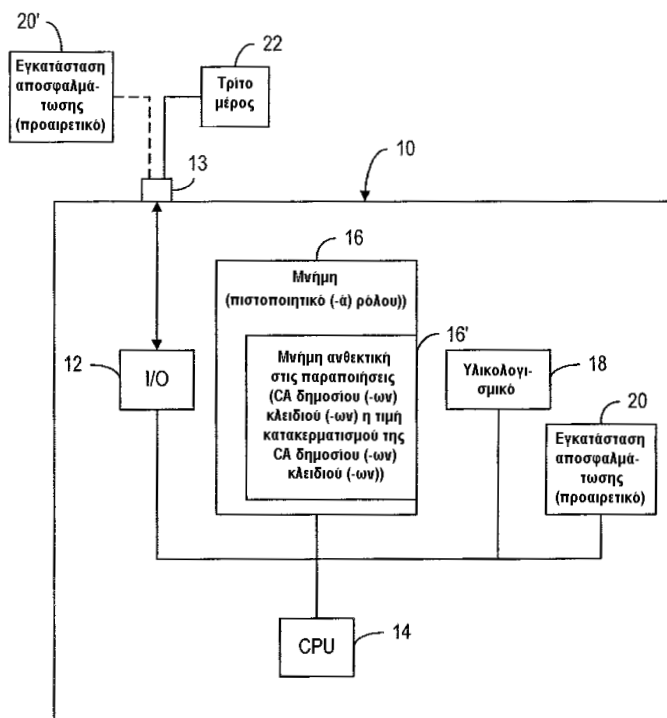 20'
22
Εγκατάσταση
αποσφαλμά-
τωσης
(προαιρετικό)
Τρίτο
μέρος
13
10
16
Μνήμη
(πιστοποιητικό (-ά) ρόλου))
16'
Μνήμη ανθεκτική
στις παραποιήσεις
(CA δημοσίου (-ων)
κλειδιού (-ων) η τιμή
κατακερματισμού της
CA δημοσίου (-ων)
κλειδιού (-ων))
12
I/O
Υλικολογι-
σμικό
18
20
Εγκατάσταση
αποσφαλμά-
τωσης
(προαιρετικό)
CPU
14